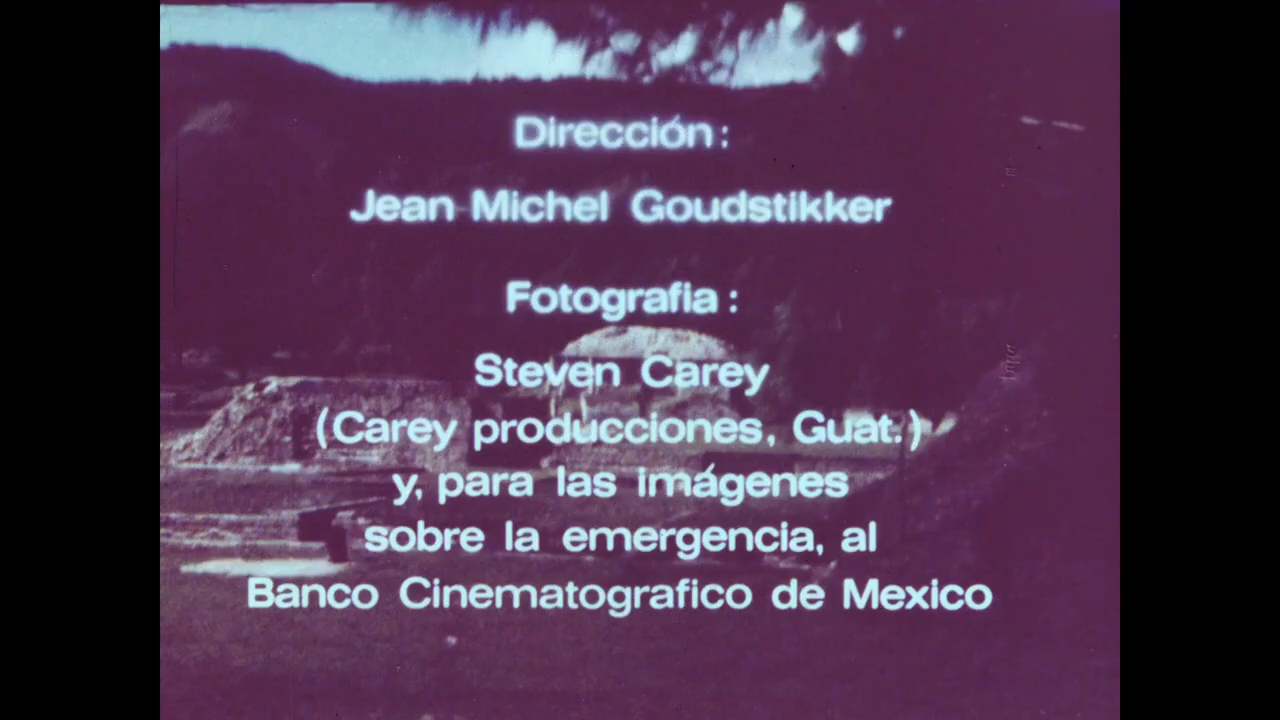 Dirección:
Jean Michel Goudstikker
Fotografia:
Steven Carey
(Carey producciones, Guat.)
y, para las imágenes
sobre la emergencia, al
Banco Cinematografico de Mexico